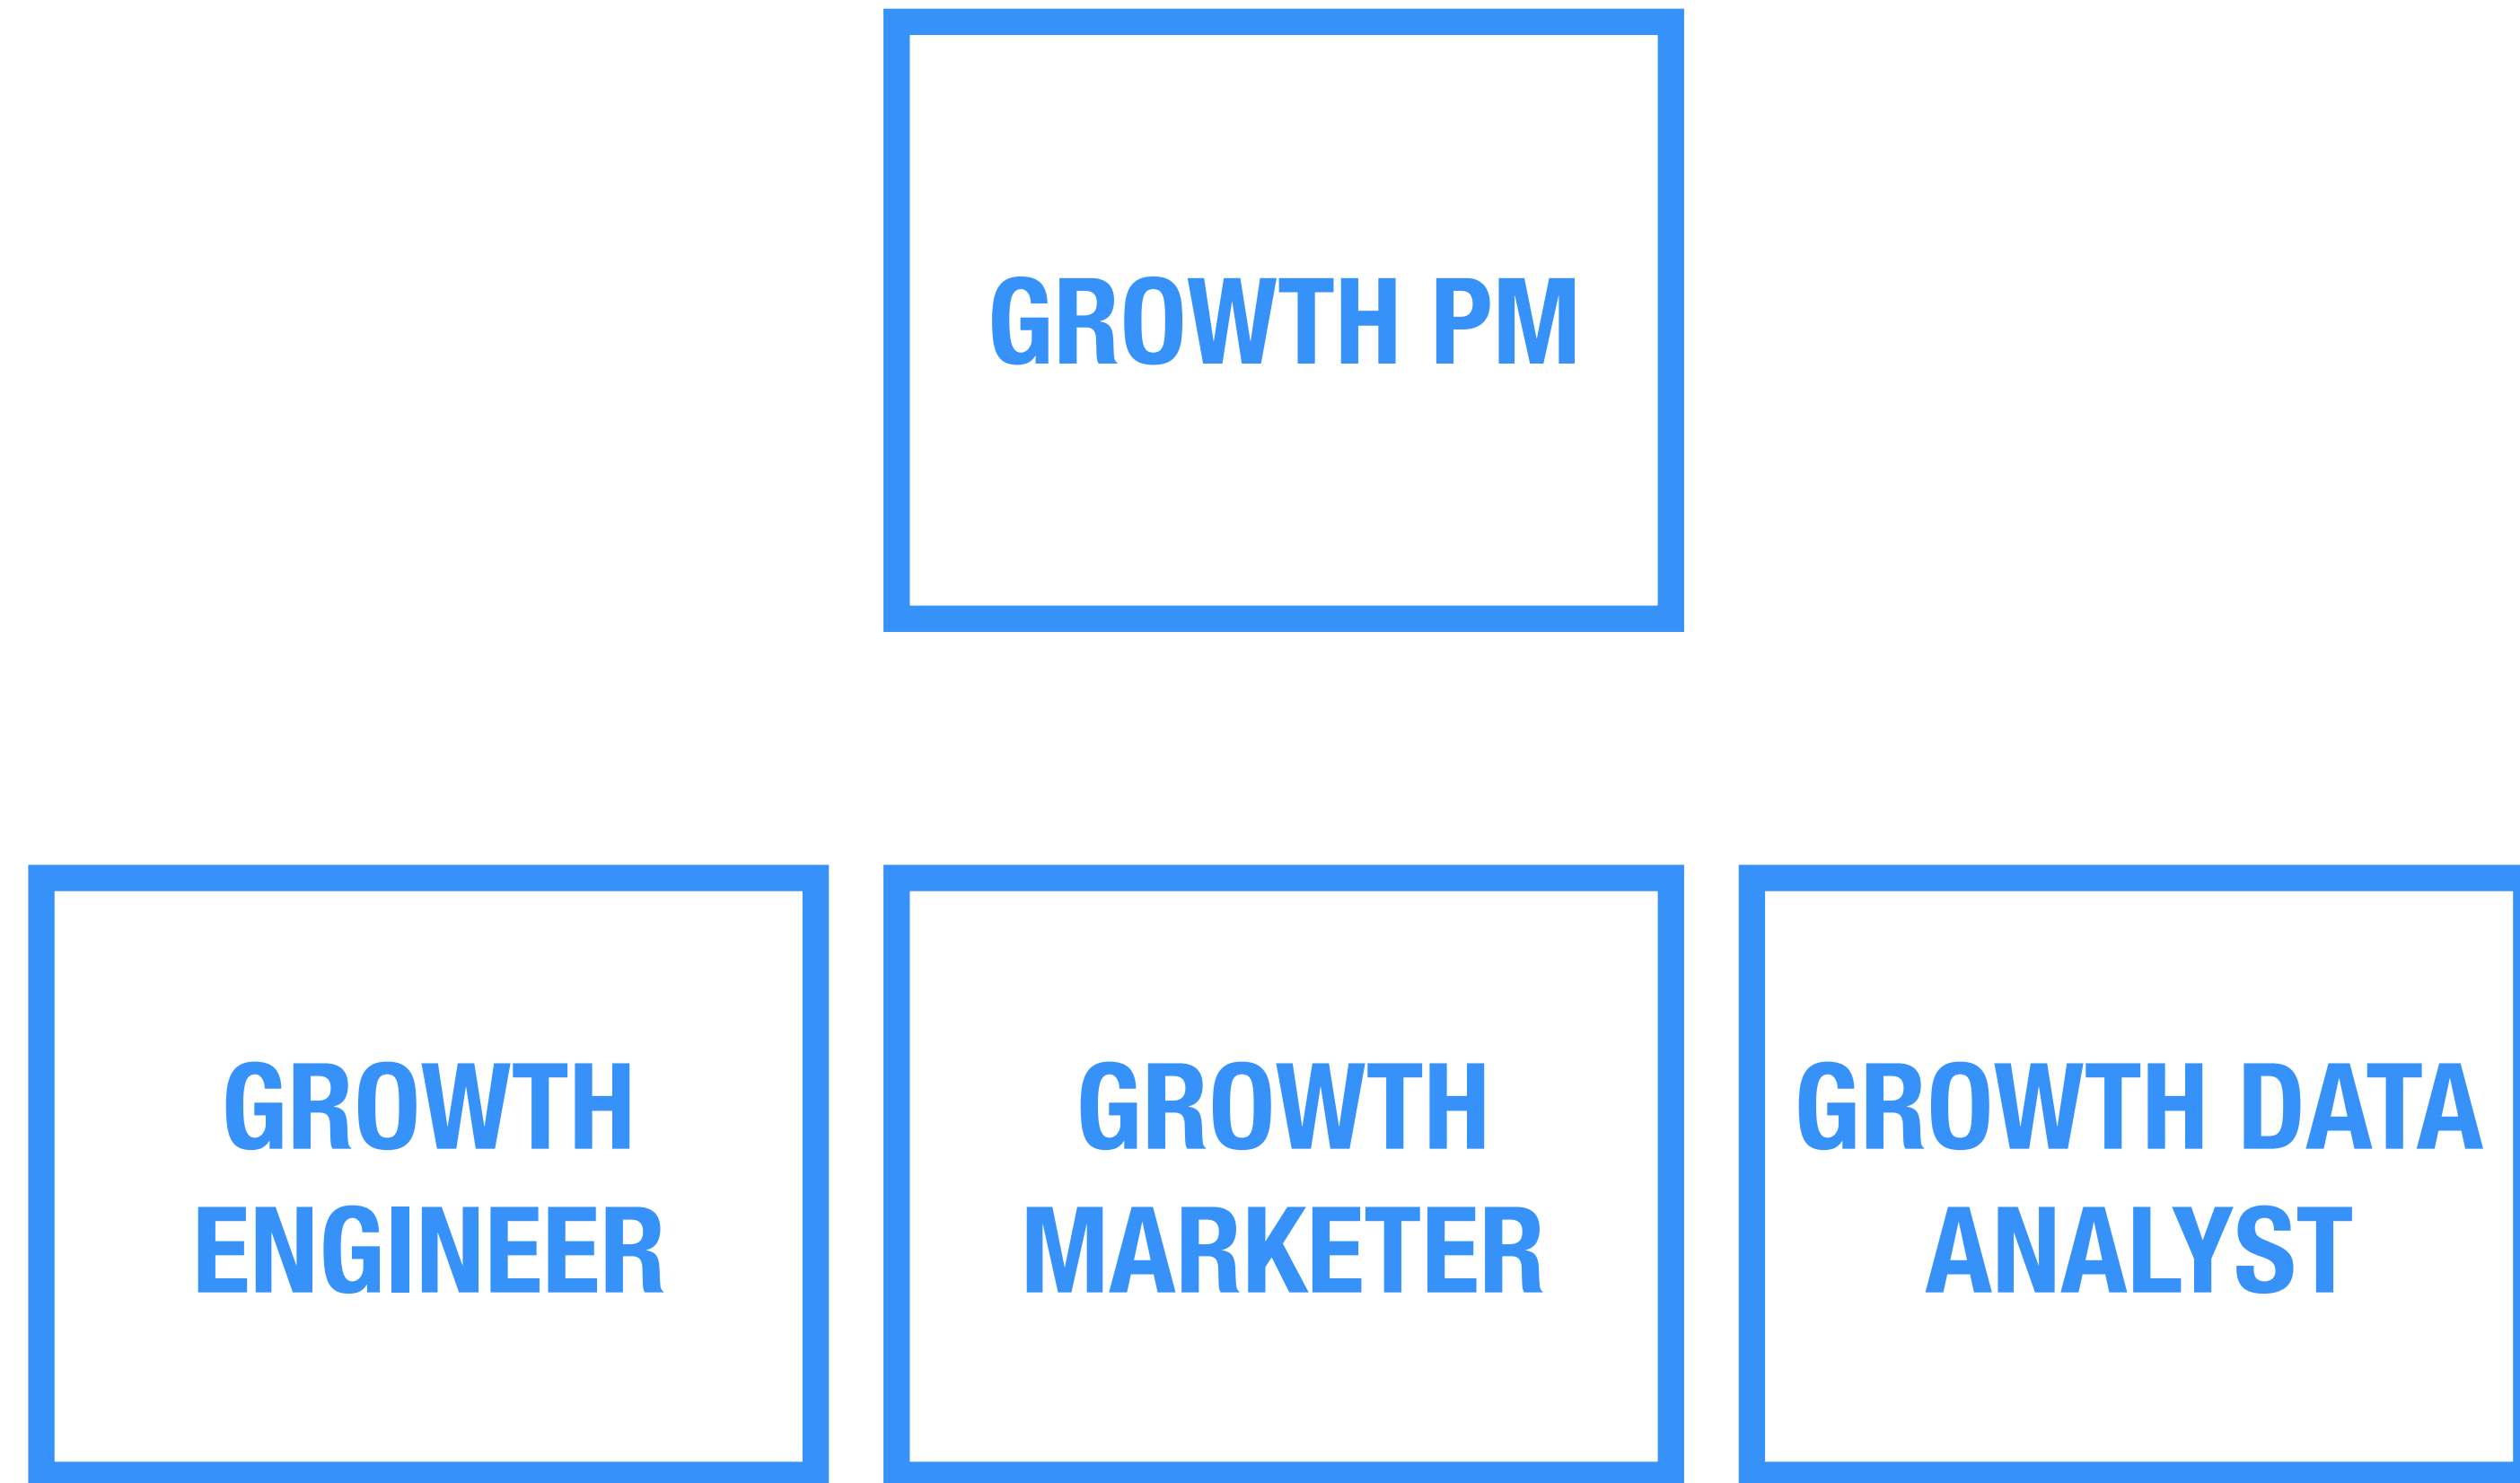 GROWTH PM
GROWTH
ENGINEER
GROWTH
MARKETER
GROWTH DATA
ANALYST